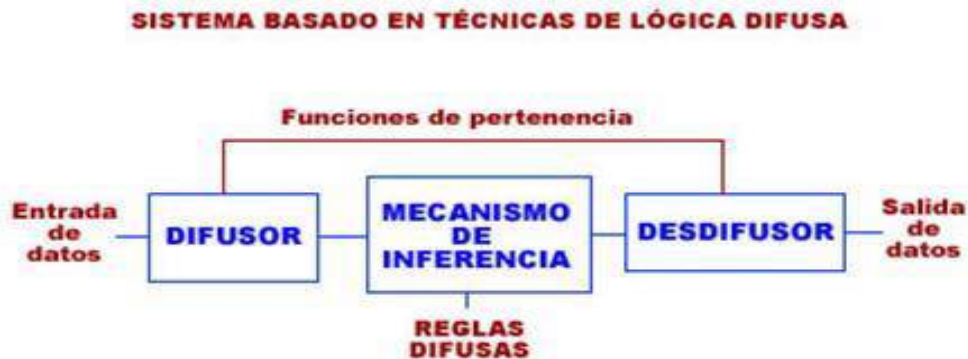 SISTEMA BASADO EN TÉCNICAS DE LÓGICA DIFUSA
Funciones de pertenencia
Entrada
de
datos
DIFUSOR
MECANISMO
DE
INFERENCIA
DESDIFUSOR
Salida
de
datos
REGLAS
DIFUSAS